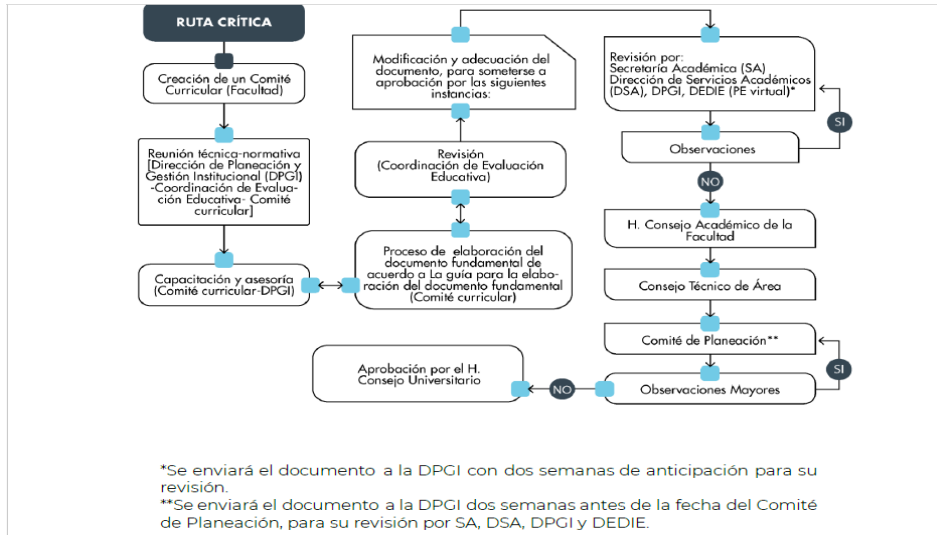 RUTA CRÍTICA
Creación de un Comité
Curricular (Facultad)
Reunión técnica-normativa
[Dirección de Planeación y
Gestión Institucional (DPGI)
-Coordinación de Evalua-
ción Educativa- Comité
curricular]
Capacitación y asesoría
(Comité curricular-DPGI)
Proceso de elaboración del
documento fundamental de
acuerdo a La guía para la elabo-
ración del documento fundamental
(Comité curricular)
Revisión
(Coordinación de Evaluación
Educativa)
Modificación y adecuación del
documento, para someterse a
aprobación por las siguientes
instancias:
Revisión por:
Secretaría Académica (SA)
Dirección de Servicios Académicos
(DSA), DPGI, DEDIE (PE virtual)*
SI
Observaciones
NO
H. Consejo Académico de la
Facultad
Consejo Técnico de Área
Comité de Planeación**
SI
Observaciones Mayores
NO
Aprobación por el H.
Consejo Universitario
*Se enviará el documento a la DPGI con dos semanas de anticipación para su
revisión.
**Se enviará el documento a la DPGI dos semanas antes de la fecha del Comité
de Planeación, para su revisión por SA, DSA, DPGI y DEDIE.